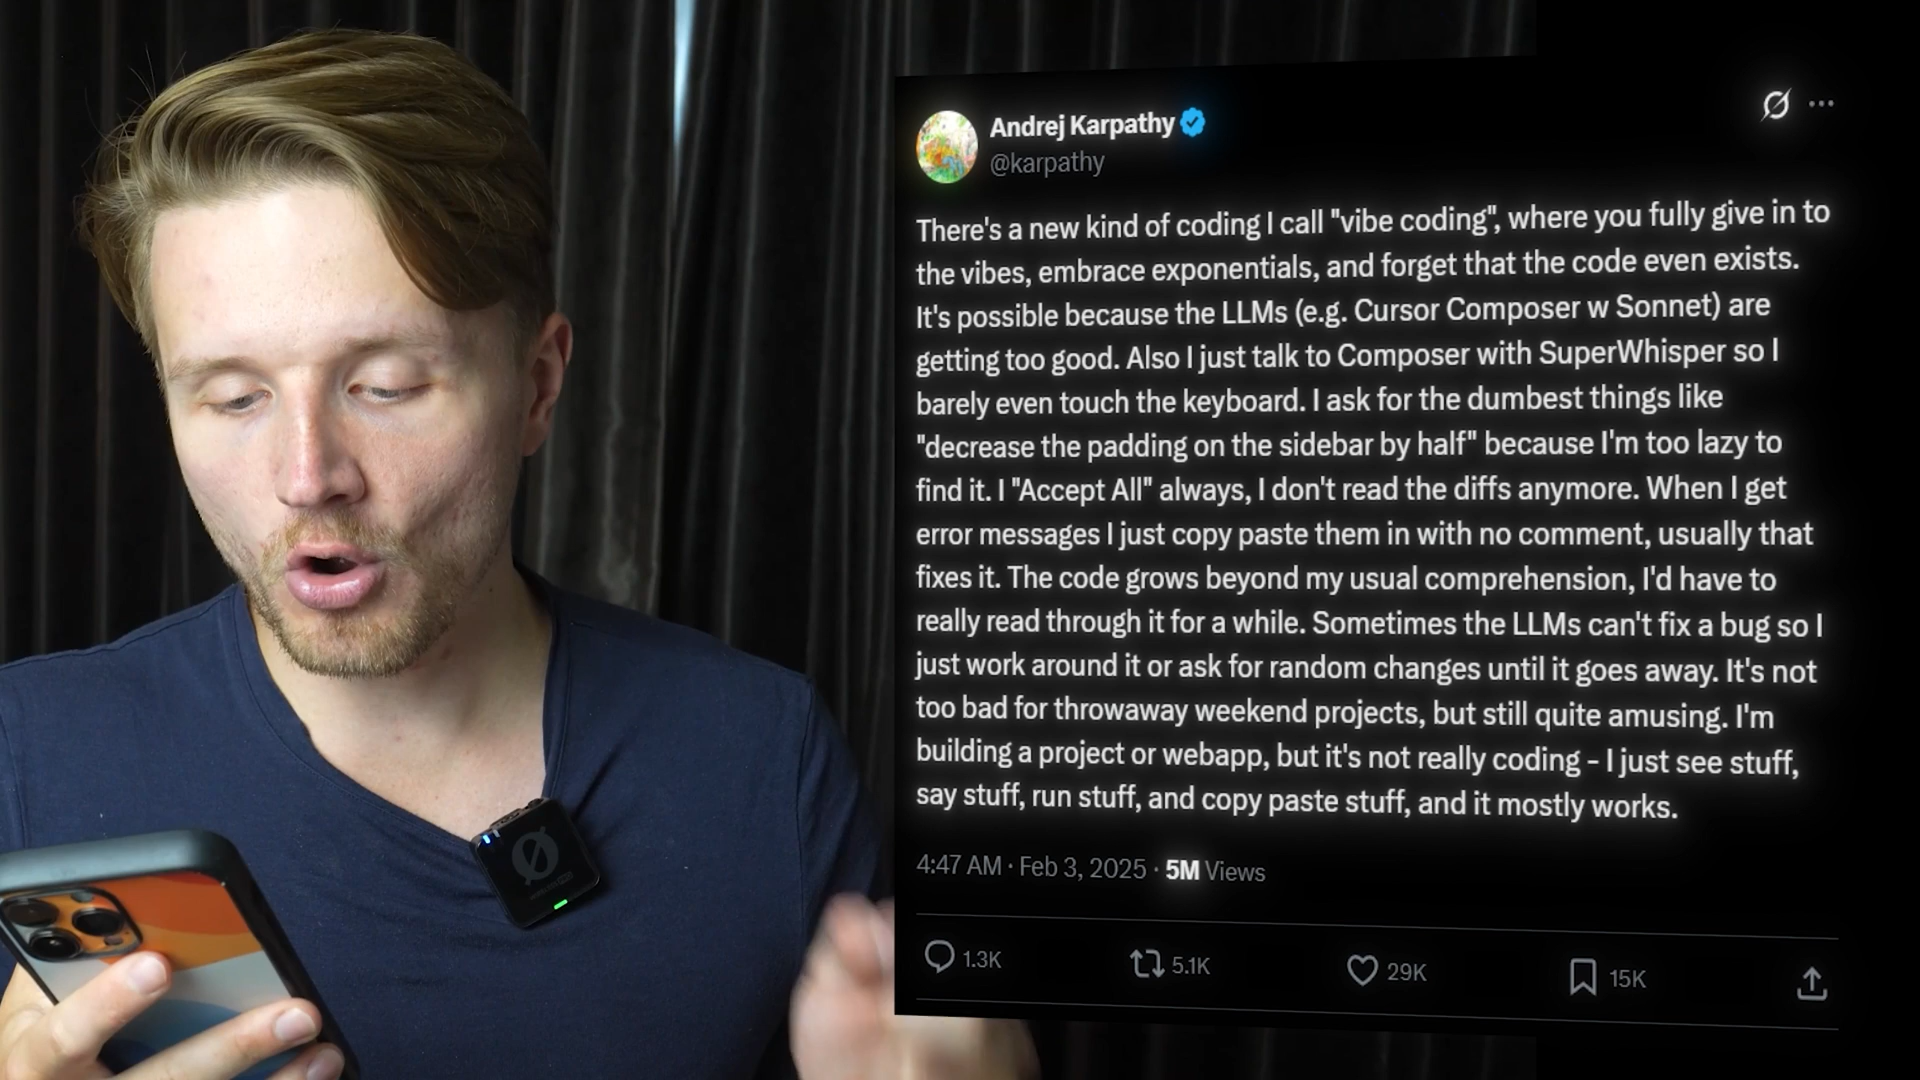 Andrej Karpathy
@karpathy
There's a new kind of coding I call "vibe coding", where you fully give in to
the vibes, embrace exponentials, and forget that the code even exists.
It's possible because the LLMs (e.g. Cursor Composer w Sonnet) are
getting too good. Also I just talk to Composer with SuperWhisper so I
barely even touch the keyboard. I ask for the dumbest things like
"decrease the padding on the sidebar by half" because I'm too lazy to
find it. I "Accept All" always, I don't read the diffs anymore. When I get
error messages I just copy paste them in with no comment, usually that
fixes it. The code grows beyond my usual comprehension, I'd have to
really read through it for a while. Sometimes the LLMs can't fix a bug so I
just work around it or ask for random changes until it goes away. It's not
too bad for throwaway weekend projects, but still quite amusing. I'm
building a project or webapp, but it's not really coding - I just see stuff,
say stuff, run stuff, and copy paste stuff, and it mostly works.
4:47 AM · Feb 3, 2025 · 5M Views
1.3K 5.1K 29K 15K